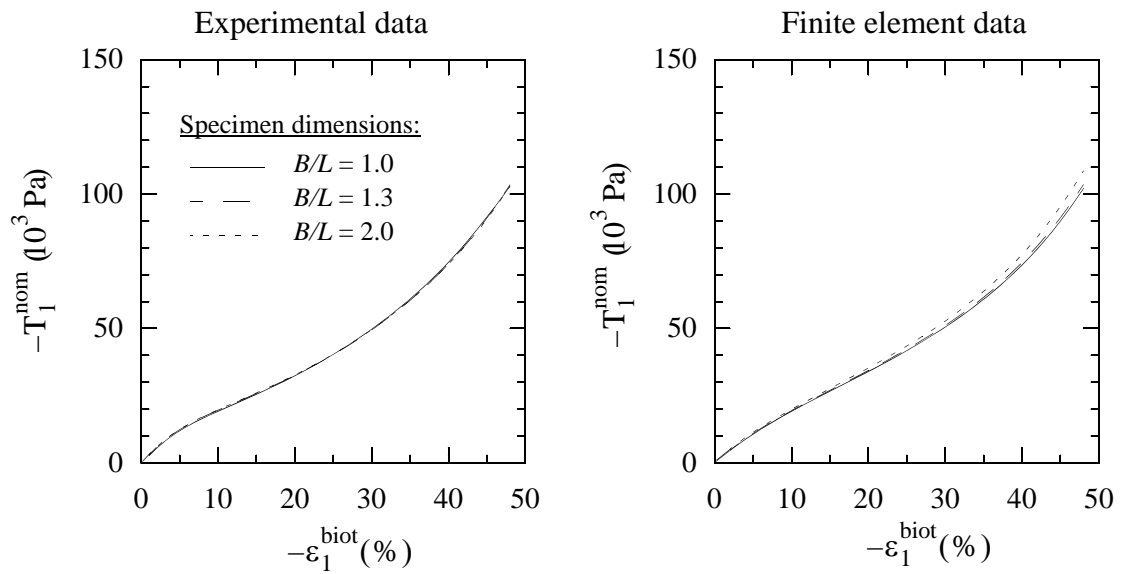 Experimental data
150
100
50
0
0 10 20 30 40 50
−T₁ⁿᵒᵐ (10³ Pa)
−ε₁ᵇⁱᵒᵗ (%)
Specimen dimensions:
B/L = 1.0
B/L = 1.3
B/L = 2.0
Finite element data
150
100
50
0
0 10 20 30 40 50
−T₁ⁿᵒᵐ (10³ Pa)
−ε₁ᵇⁱᵒᵗ (%)